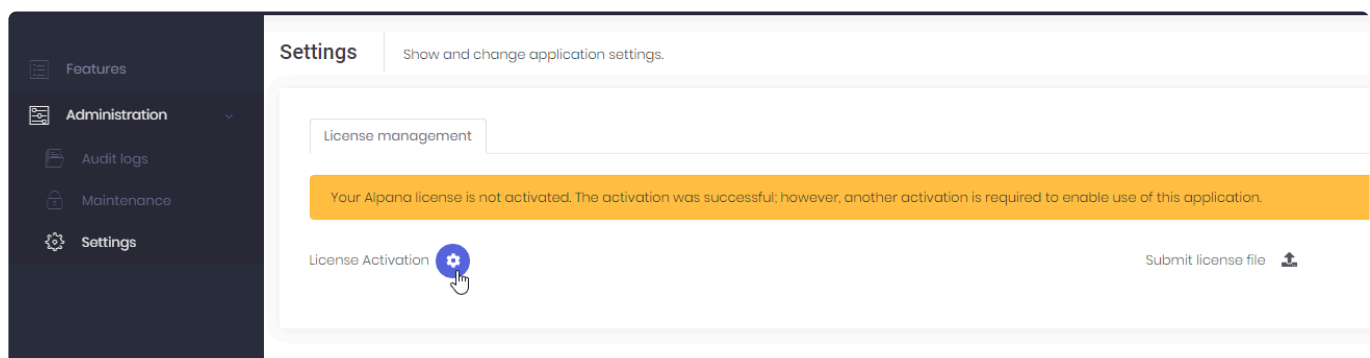 Features
Administration
Audit logs
Maintenance
Settings
Settings
Show and change application settings.
License management
Your Alpana license is not activated. The activation was successful; however, another activation is required to enable use of this application.
License Activation
Submit license file